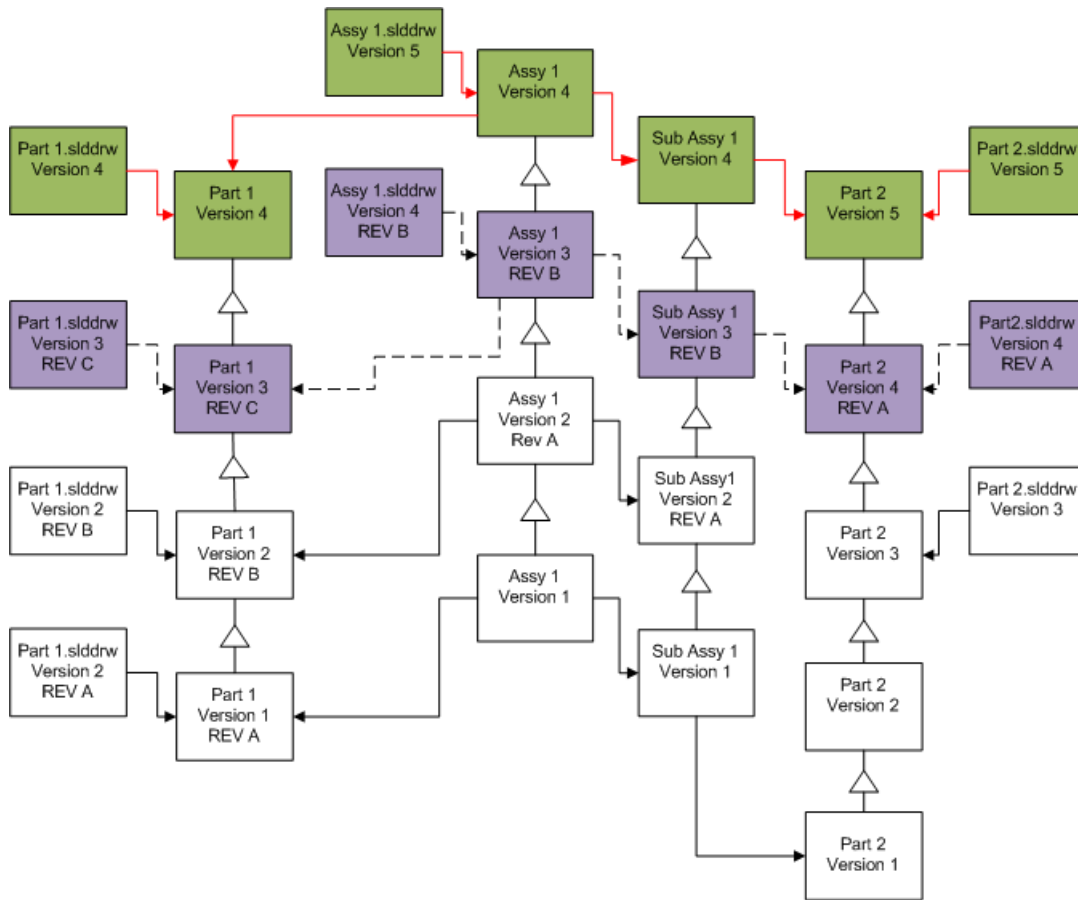 Assy 1.slddrw
Version 5
Assy 1
Version 4
Part 1.slddrw
Version 4
Sub Assy 1
Version 4
Part 2.slddrw
Version 5
Part 1
Version 4
Assy 1.slddrw
Version 4
REV B
Part 2
Version 5
Assy 1
Version 3
REV B
Part 1.slddrw
Version 3
REV C
Sub Assy 1
Version 3
REV B
Part2.slddrw
Version 4
REV A
Part 1
Version 3
REV C
Part 2
Version 4
REV A
Assy 1
Version 2
Rev A
Part 1.slddrw
Version 2
REV B
Sub Assy1
Version 2
REV A
Part 2.slddrw
Version 3
Part 1
Version 2
REV B
Part 2
Version 3
Assy 1
Version 1
Part 1.slddrw
Version 2
REV A
Sub Assy 1
Version 1
Part 1
Version 1
REV A
Part 2
Version 2
Part 2
Version 1